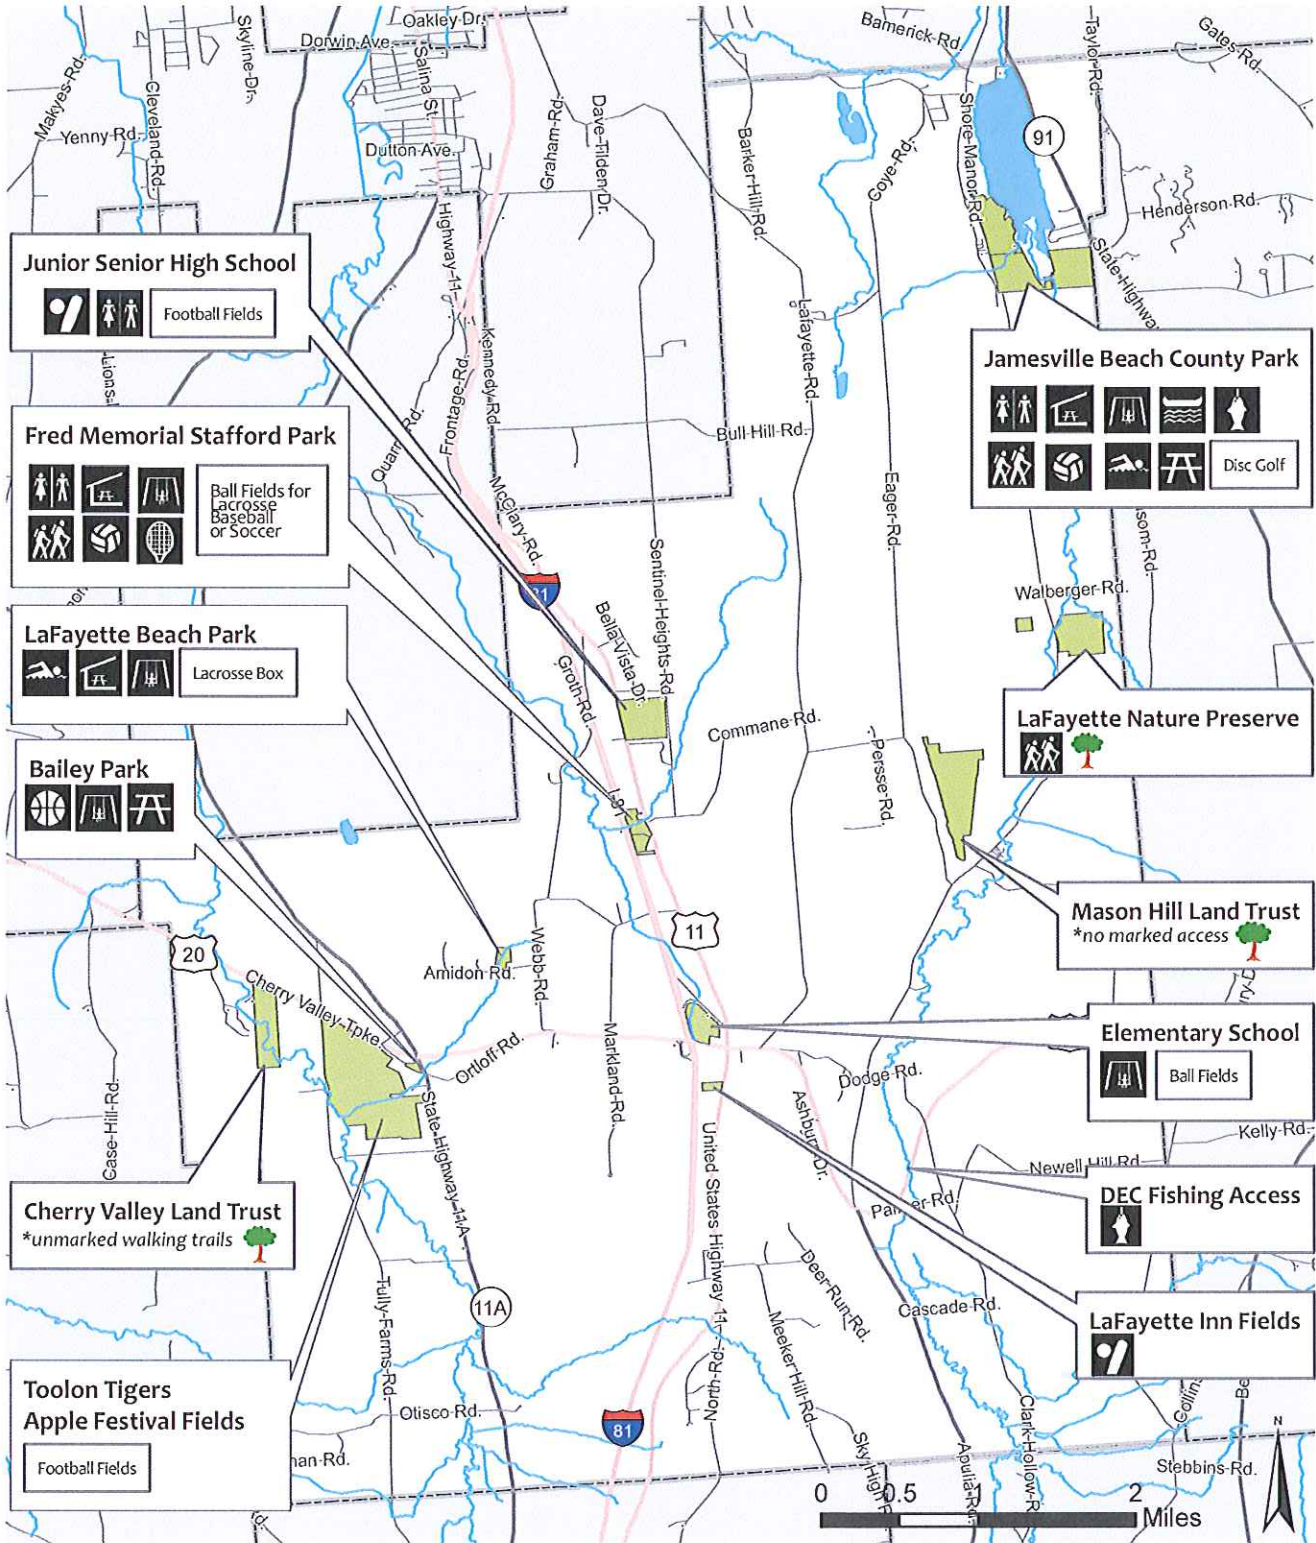 Oakley Dr.
Dorwin Ave.
Skyline-Dr.
Salina St.
Makyes-Rd.
Cleveland-Rd.
Yenny-Rd.
Dutton-Ave.
Graham-Rd.
Dave-Tilden-Dr.
Highway-11
Bamerick-Rd.
Taylor-Rd.
Gates-Rd.
Barker-Hill-Rd.
Goye-Rd.
Shore-Manor-Rd.
91
Henderson-Rd.
State-Highway
Junior Senior High School
Football Fields
Kennedy-Rd.
Frontage-Rd.
Lafayette-Rd.
Jamesville Beach County Park
Disc Golf
Fred Memorial Stafford Park
Ball Fields for
Lacrosse
Baseball
or Soccer
Bull-Hill-Rd.
McClary-Rd.
Eager-Rd.
Sentinel-Heights-Rd.
81
Walberger-Rd.
LaFayette Beach Park
Lacrosse Box
Bella-Vista-Dr.
Groth-Rd.
Commane-Rd.
Persse-Rd.
LaFayette Nature Preserve
Bailey Park
I-81
Mason Hill Land Trust
*no marked access
20
11
Webb-Rd.
Amidon-Rd.
Cherry Valley-Tpke.
Ortloff-Rd.
Markland-Rd.
Elementary School
Ball Fields
Dodge-Rd.
Ashburn-Dr.
Case-Hill-Rd.
State-Highway-11A
United States Highway-11
Kelly-Rd.
Newell Hill-Rd.
Palmer-Rd.
DEC Fishing Access
Cherry Valley Land Trust
*unmarked walking trails
Tully-Farms-Rd.
11A
Deer-Run-Rd.
Meeker-Hill-Rd.
Cascade-Rd.
LaFayette Inn Fields
Toolon Tigers
Apple Festival Fields
Football Fields
Otisco-Rd.
81
North-Rd.
Apulia-Rd.
Stebbins-Rd.
N
0 0.5 1 2
Miles